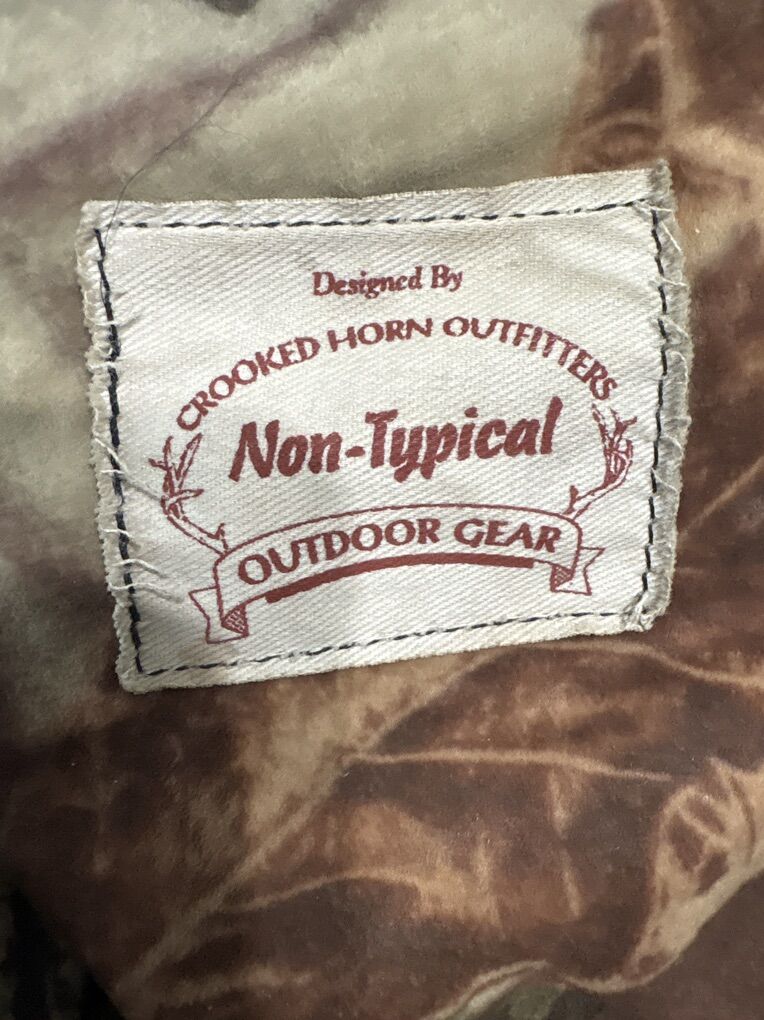 Designed By
CROOKED HORN OUTFITTERS
Non-Typical
OUTDOOR GEAR